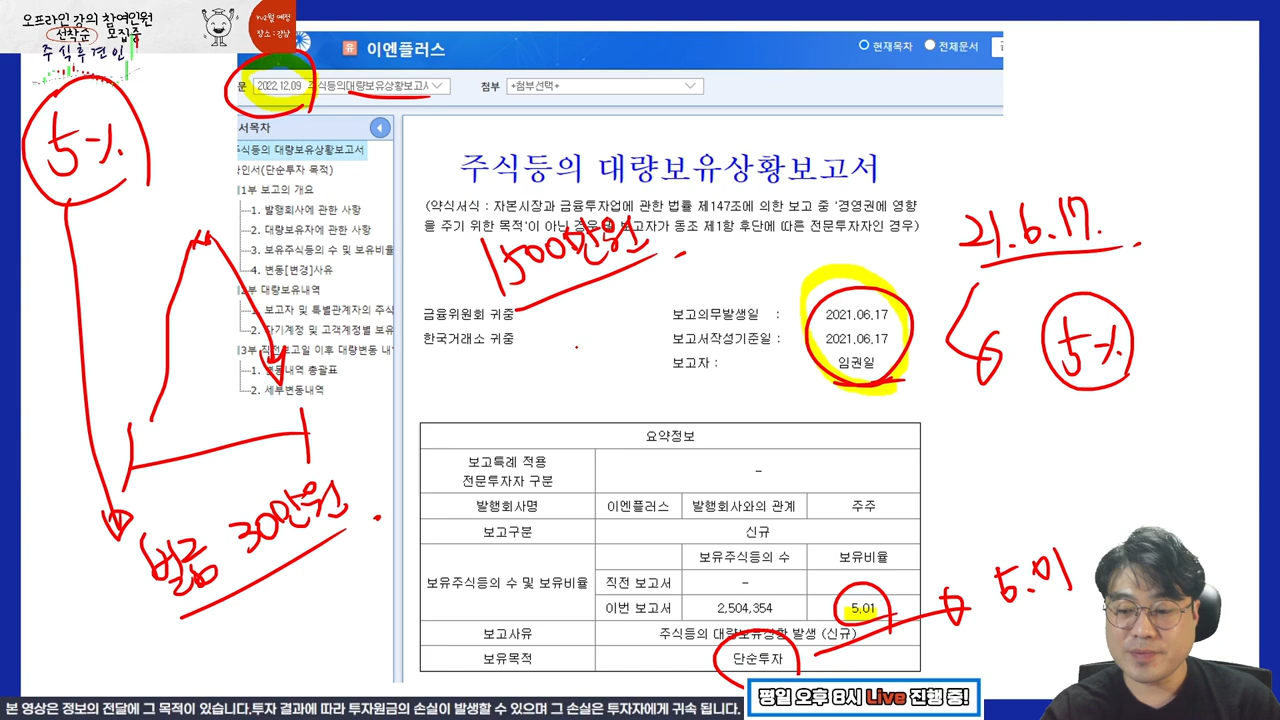 오프라인 강의 참여인원
선착순 모집중
주식후견인
n2월 예정
장소 : 강남
유 이엔플러스
현재목차 전체문서
문 2022.12.09 주식등의대량보유상황보고서
첨부 +첨부선택+
서목차
주식등의 대량보유상황보고서
확인서(단순투자 목적)
제1부 보고의 개요
1. 발행회사에 관한 사항
2. 대량보유자에 관한 사항
3. 보유주식등의 수 및 보유비율
4. 변동[변경]사유
제2부 대량보유내역
1. 보고자 및 특별관계자의 주식
2. 자기계정 및 고객계정별 보유
제3부 직전보고일 이후 대량변동 내
1. 변동내역 총괄표
2. 세부변동내역
주식등의 대량보유상황보고서
(약식서식 : 자본시장과 금융투자업에 관한 법률 제147조에 의한 보고 중 '경영권에 영향
을 주기 위한 목적'이 아닌 경우 및 보고자가 동조 제1항 후단에 따른 전문투자자인 경우)
금융위원회 귀중
한국거래소 귀중
보고의무발생일 : 2021.06.17
보고서작성기준일 : 2021.06.17
보고자 : 임권일
요약정보
보고특례 적용
전문투자자 구분
-
발행회사명 이엔플러스 발행회사와의 관계 주주
보고구분 신규
보유주식등의 수 및 보유비율
보유주식등의 수 보유비율
직전 보고서 -
이번 보고서 2,504,354 5.01
보고사유 주식등의 대량보유상황 발생 (신규)
보유목적 단순투자
5%
1500만원
21.6.17.
5%
5.01
벌금 30만원.
평일 오후 8시 Live 진행 중!
본 영상은 정보의 전달에 그 목적이 있습니다.투자 결과에 따라 투자원금의 손실이 발생할 수 있으며 그 손실은 투자자에게 귀속 됩니다.